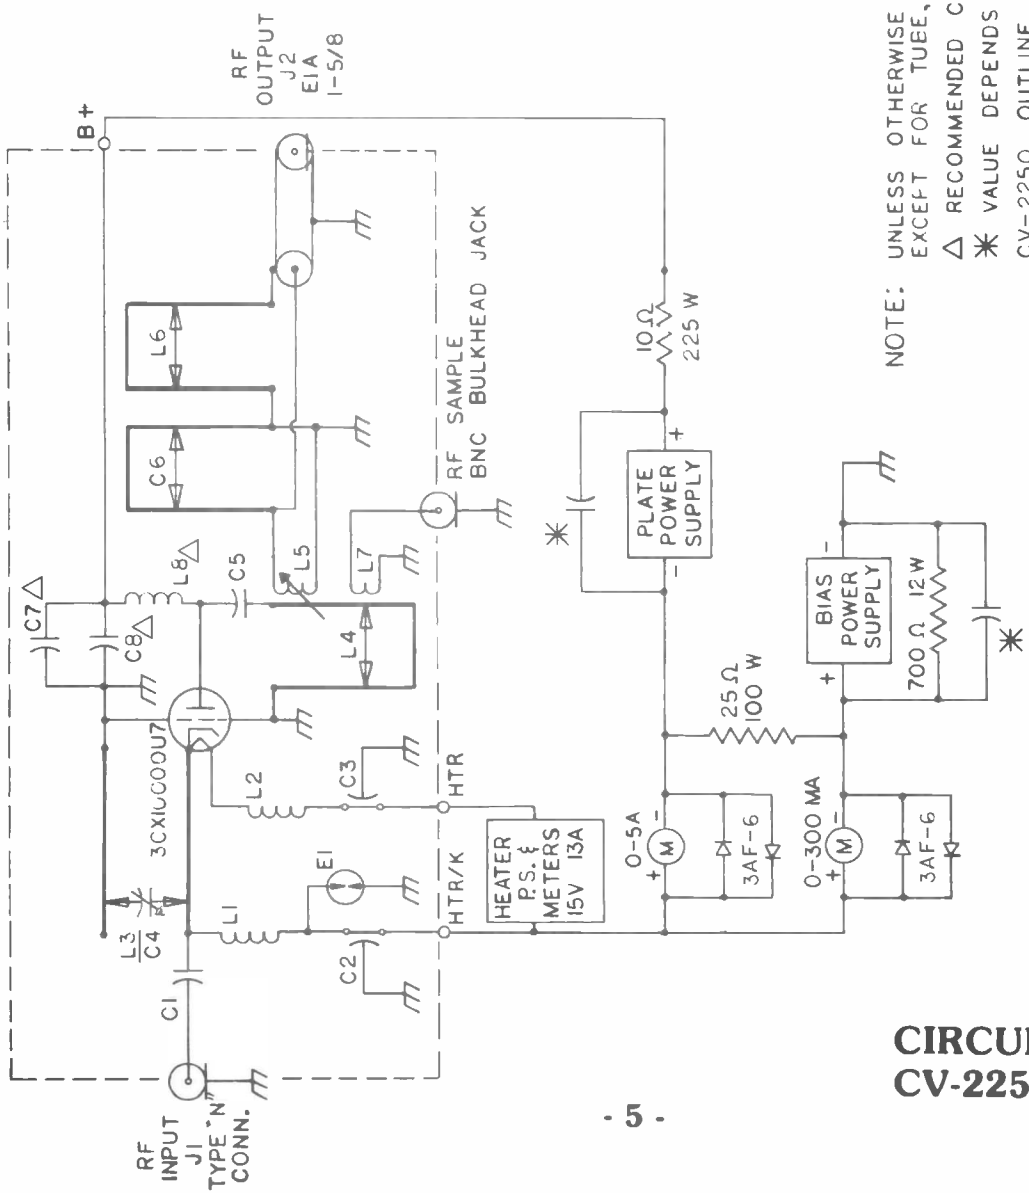 RF
OUTPUT
J2
EIA
1-5/8
B+
C7 △
C8 △
L8 △
C5
C6
L6
L5
L7
L4
3CX10000U7
L3
C4
L2
L1
C1
C2
C3
E1
RF
INPUT
J1
TYPE "N"
CONN.
HTR/K
HTR
RF SAMPLE
BNC BULKHEAD JACK
HEATER
P.S. &
METERS
15V 13A
0-5A
+ M -
3AF-6
0-300 MA
+ M -
3AF-6
25 Ω
100 W
PLATE
POWER
SUPPLY
- +
✳
10 Ω
225 W
BIAS
POWER
SUPPLY
+ -
700 Ω 12W
✳
NOTE: UNLESS OTHERWISE
EXCEPT FOR TUBE,
△ RECOMMENDED C
✳ VALUE DEPENDS
CV-2250 OUTLINE
CIRCUI
CV-225
- 5 -